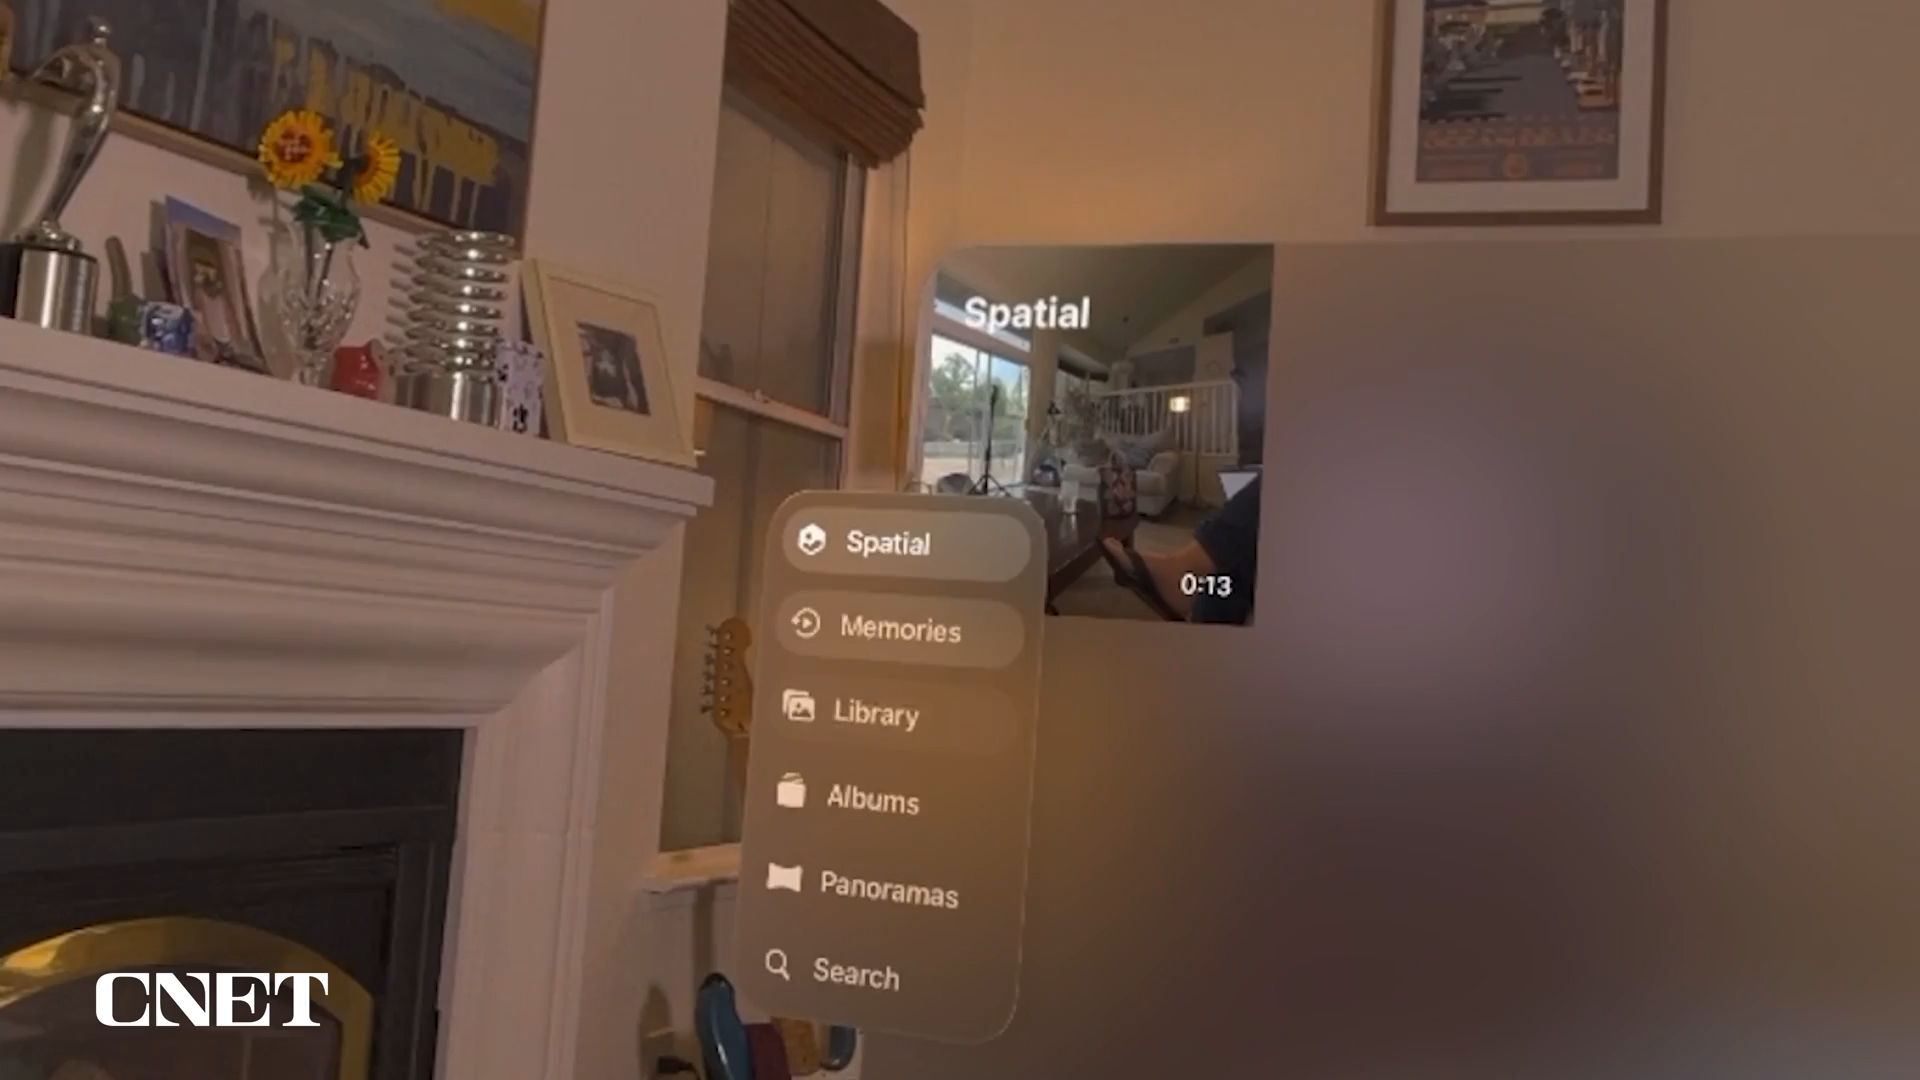 Spatial
0:13
Spatial
Memories
Library
Albums
Panoramas
Search
CNET